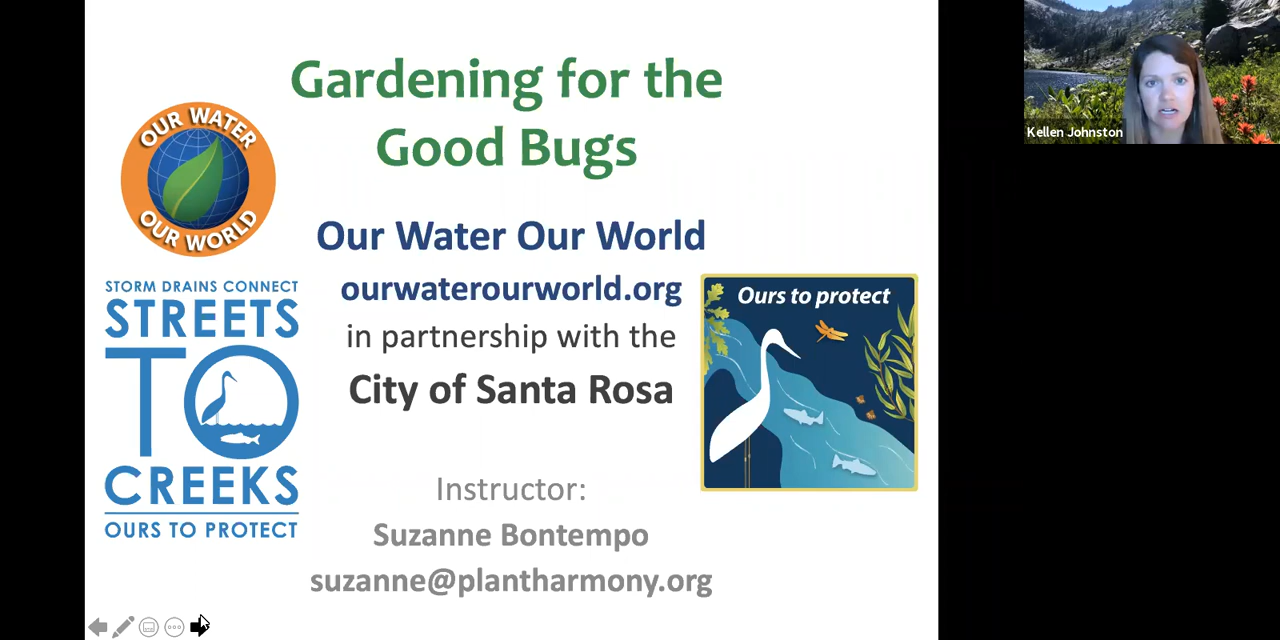 Gardening for the
Good Bugs
OUR WATER
OUR WORLD
Our Water Our World
ourwaterourworld.org
in partnership with the
City of Santa Rosa
STORM DRAINS CONNECT
STREETS
TO
CREEKS
OURS TO PROTECT
Ours to protect
Instructor:
Suzanne Bontempo
suzanne@plantharmony.org
Kellen Johnston